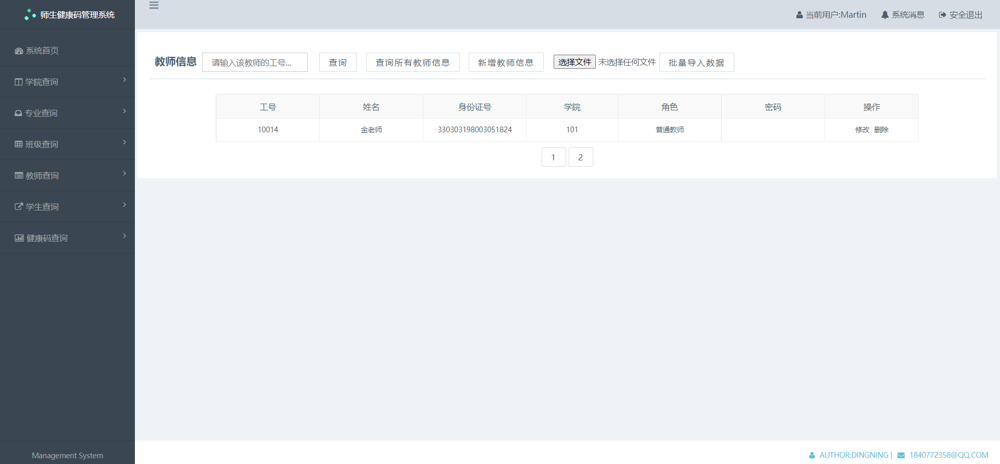 师生健康码管理系统
当前用户:Martin 系统消息 安全退出
系统首页
学院查询
专业查询
班级查询
教师查询
学生查询
健康码查询
教师信息 请输入该教师的工号... 查询 查询所有教师信息 新增教师信息 选择文件 未选择任何文件 批量导入数据
工号 姓名 身份证号 学院 角色 密码 操作
10014 金老师 330303198003051824 101 普通教师 修改 删除
1 2
Management System
AUTHOR:DINGNING | 1840772358@QQ.COM